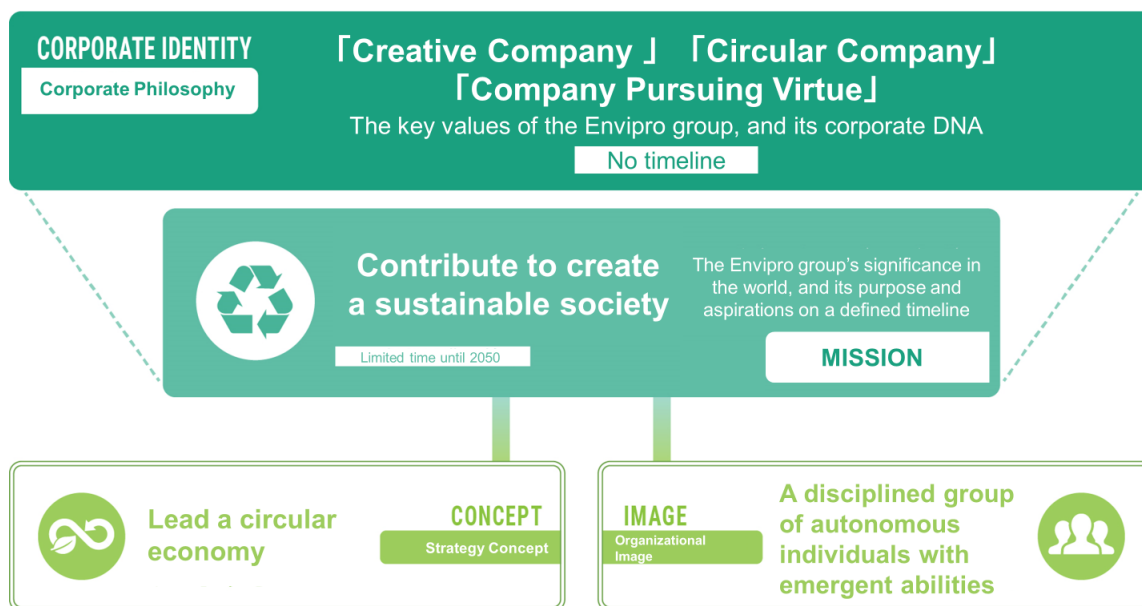 CORPORATE IDENTITY
Corporate Philosophy
「Creative Company 」 「Circular Company」
「Company Pursuing Virtue」
The key values of the Envipro group, and its corporate DNA
No timeline
Contribute to create
a sustainable society
Limited time until 2050
The Envipro group's significance in
the world, and its purpose and
aspirations on a defined timeline
MISSION
Lead a circular
economy
CONCEPT
Strategy Concept
IMAGE
Organizational
Image
A disciplined group
of autonomous
individuals with
emergent abilities